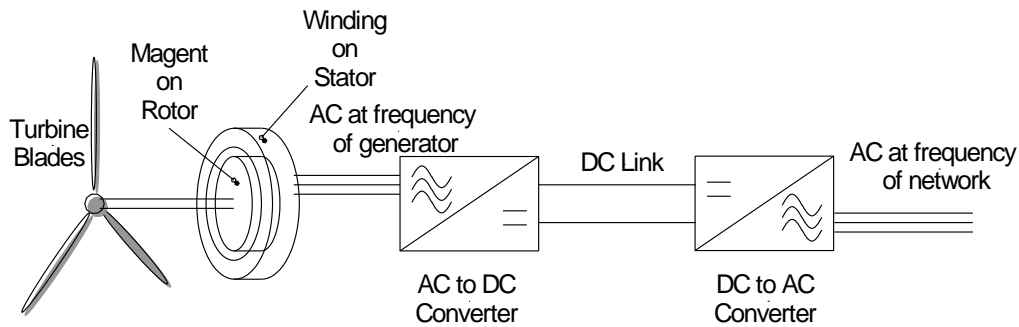 Turbine
Blades
Magent
on
Rotor
Winding
on
Stator
AC at frequency
of generator
AC to DC
Converter
DC Link
DC to AC
Converter
AC at frequency
of network